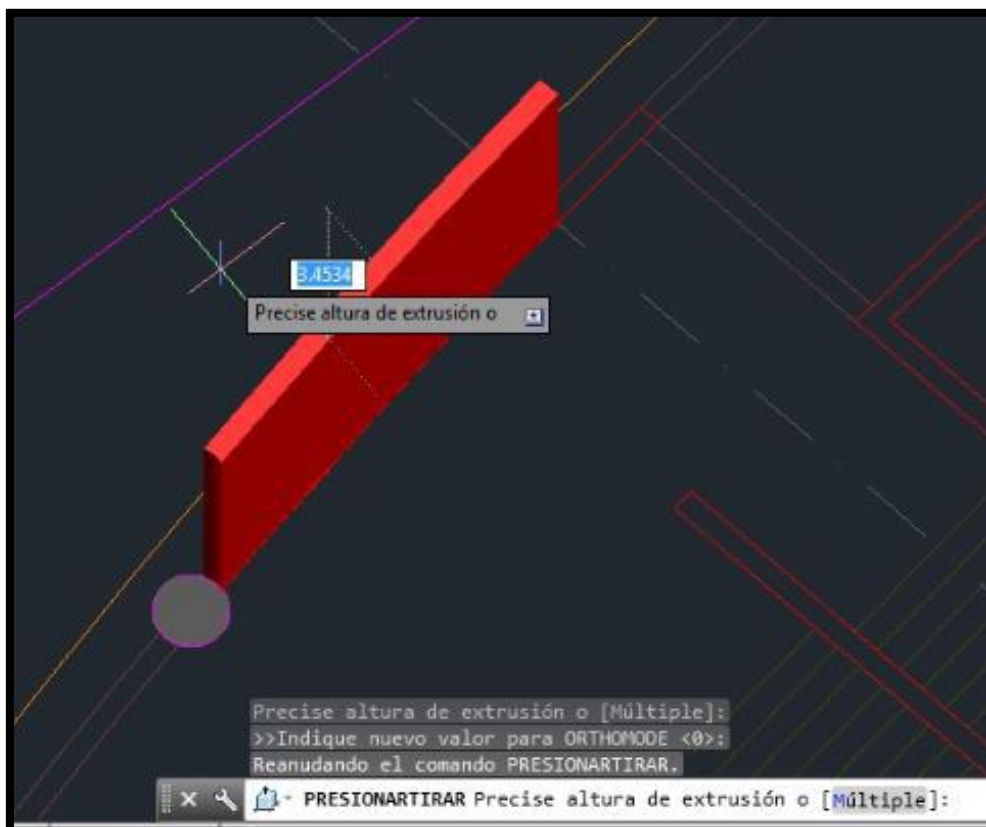 3.4534
Precise altura de extrusión o
Precise altura de extrusión o [Múltiple]:
>>Indique nuevo valor para ORTHOMODE <0>:
Reanudando el comando PRESIONARTIRAR.
PRESIONARTIRAR Precise altura de extrusión o [Múltiple]: